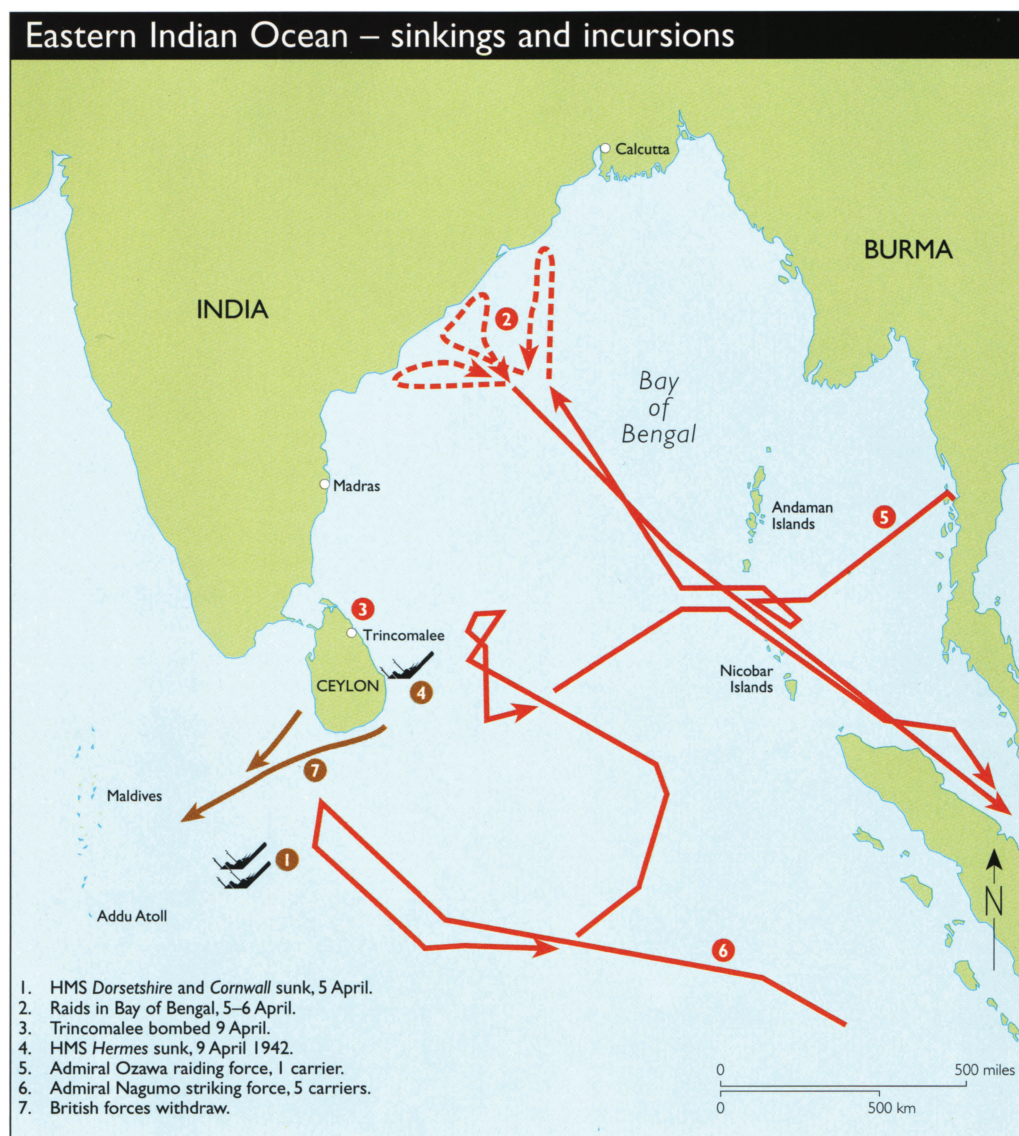 Eastern Indian Ocean – sinkings and incursions
Calcutta
BURMA
INDIA
2
Bay
of
Bengal
Madras
Andaman
Islands
5
3
Trincomalee
Nicobar
Islands
CEYLON
4
7
Maldives
1
Addu Atoll
N
6
1. HMS Dorsetshire and Cornwall sunk, 5 April.
2. Raids in Bay of Bengal, 5–6 April.
3. Trincomalee bombed 9 April.
4. HMS Hermes sunk, 9 April 1942.
5. Admiral Ozawa raiding force, 1 carrier.
6. Admiral Nagumo striking force, 5 carriers.
7. British forces withdraw.
0 500 miles
0 500 km